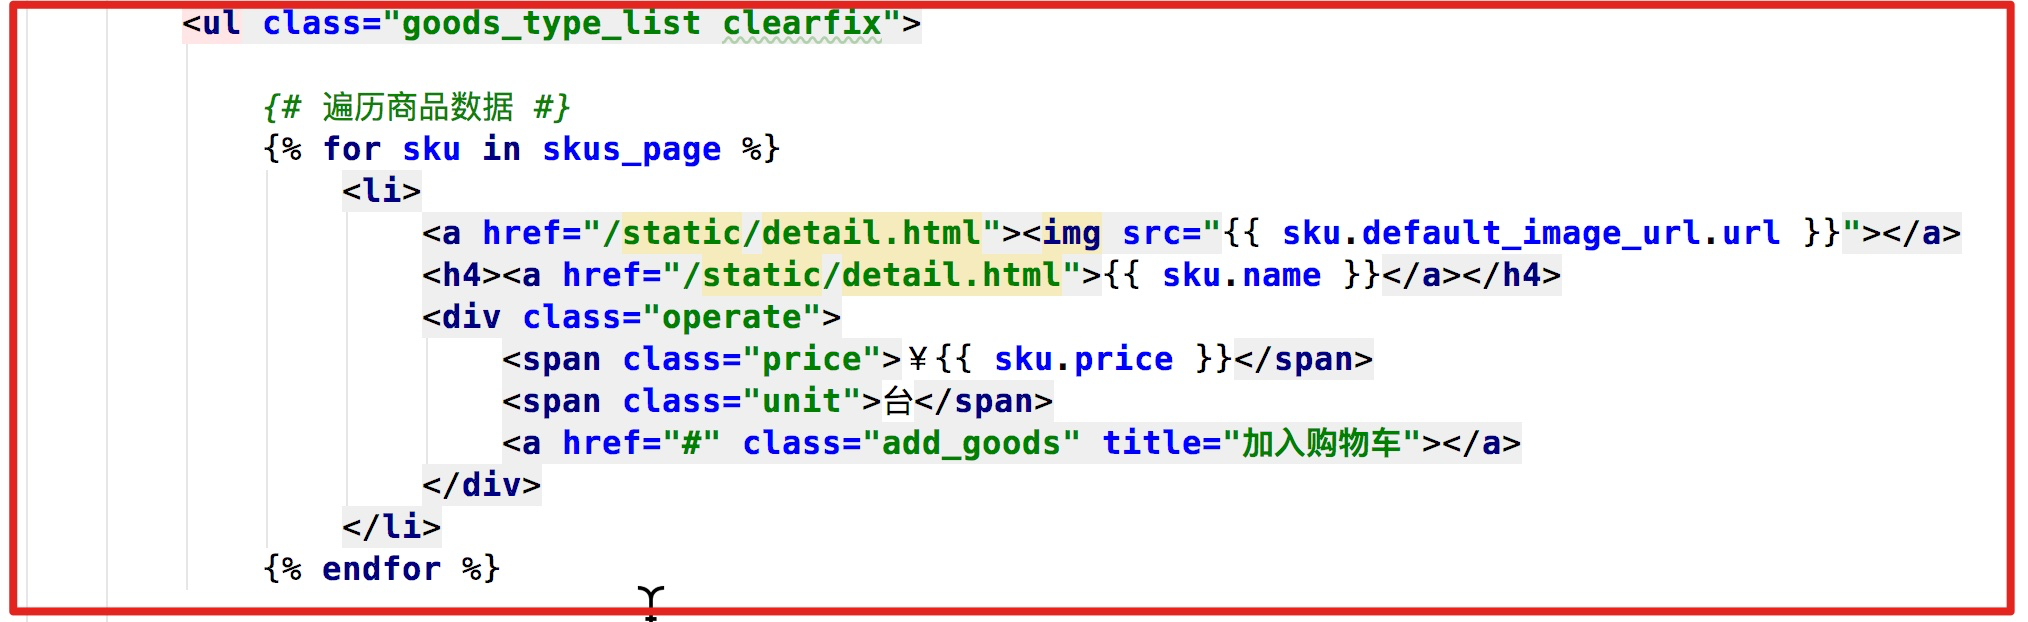 <ul class="goods_type_list clearfix">
{# 遍历商品数据 #}
{% for sku in skus_page %}
<li>
<a href="/static/detail.html"><img src="{{ sku.default_image_url.url }}"></a>
<h4><a href="/static/detail.html">{{ sku.name }}</a></h4>
<div class="operate">
<span class="price">¥{{ sku.price }}</span>
<span class="unit">台</span>
<a href="#" class="add_goods" title="加入购物车"></a>
</div>
</li>
{% endfor %}